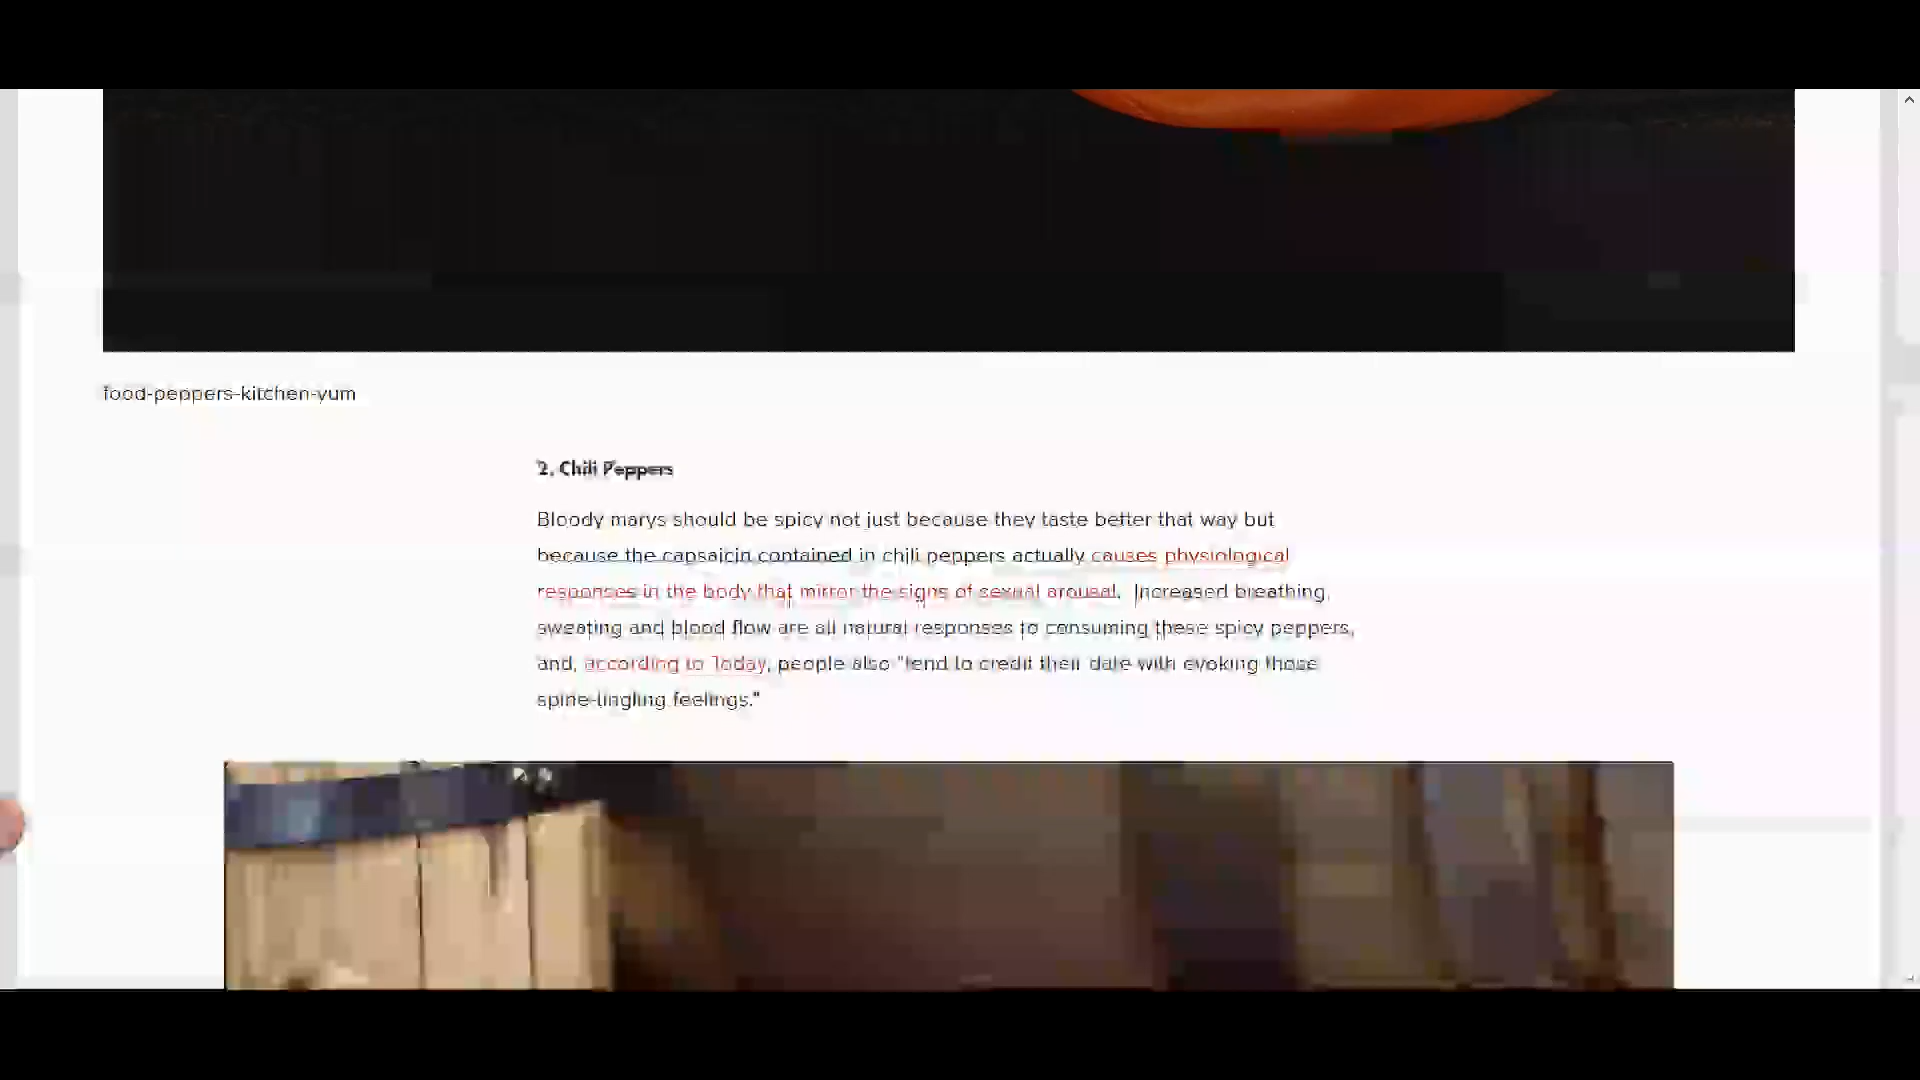 food-peppers-kitchen-yum
2. Chili Peppers
Bloody marys should be spicy not just because they taste better that way but
because the capsaicin contained in chili peppers actually causes physiological
responses in the body that mirror the signs of sexual arousal. Increased breathing,
sweating and blood flow are all natural responses to consuming these spicy peppers,
and, according to Today, people also "tend to credit their date with evoking those
spine-tingling feelings."